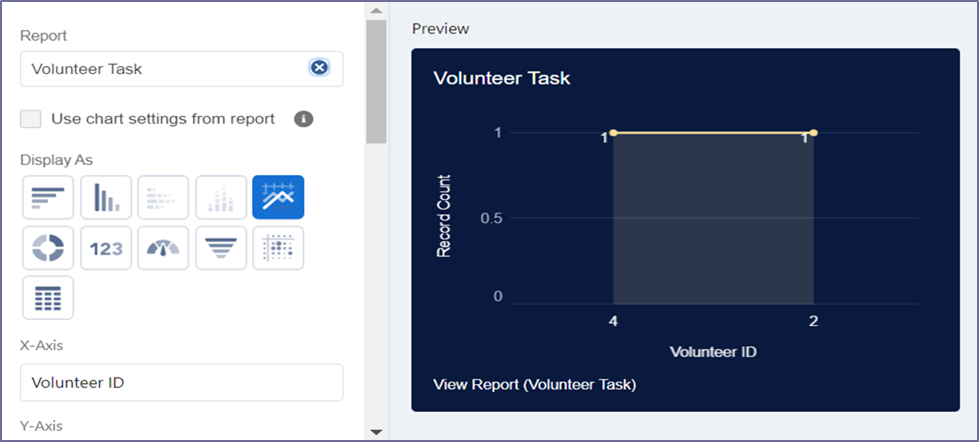 Report
Volunteer Task
Use chart settings from report
Display As
123
X-Axis
Volunteer ID
Y-Axis
Preview
Volunteer Task
1
1 1
0.5
Record Count
0
4 2
Volunteer ID
View Report (Volunteer Task)